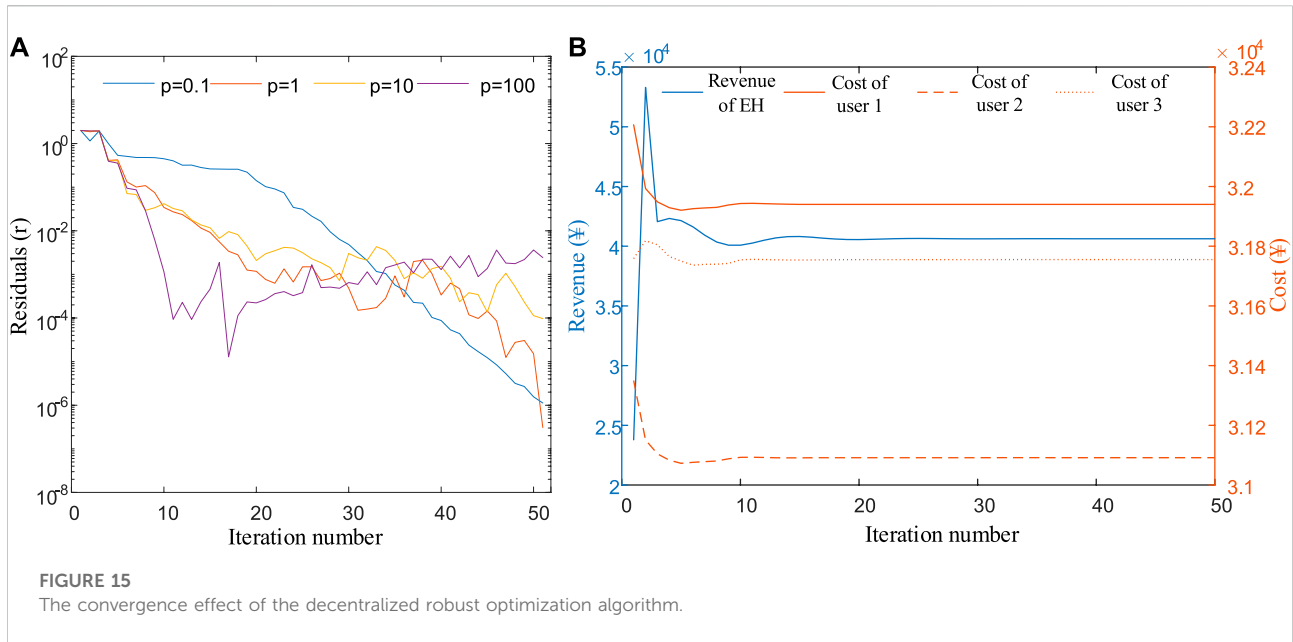 A
10^2
10^0
10^-2
10^-4
10^-6
10^-8
Residuals (r)
p=0.1 p=1 p=10 p=100
0 10 20 30 40 50
Iteration number
B
× 10^4
5.5
5
4.5
4
3.5
3
2.5
2
Revenue (¥)
Revenue of EH
Cost of user 1
Cost of user 2
Cost of user 3
× 10^4
3.24
3.22
3.2
3.18
3.16
3.14
3.12
3.1
Cost (¥)
0 10 20 30 40 50
Iteration number
FIGURE 15
The convergence effect of the decentralized robust optimization algorithm.